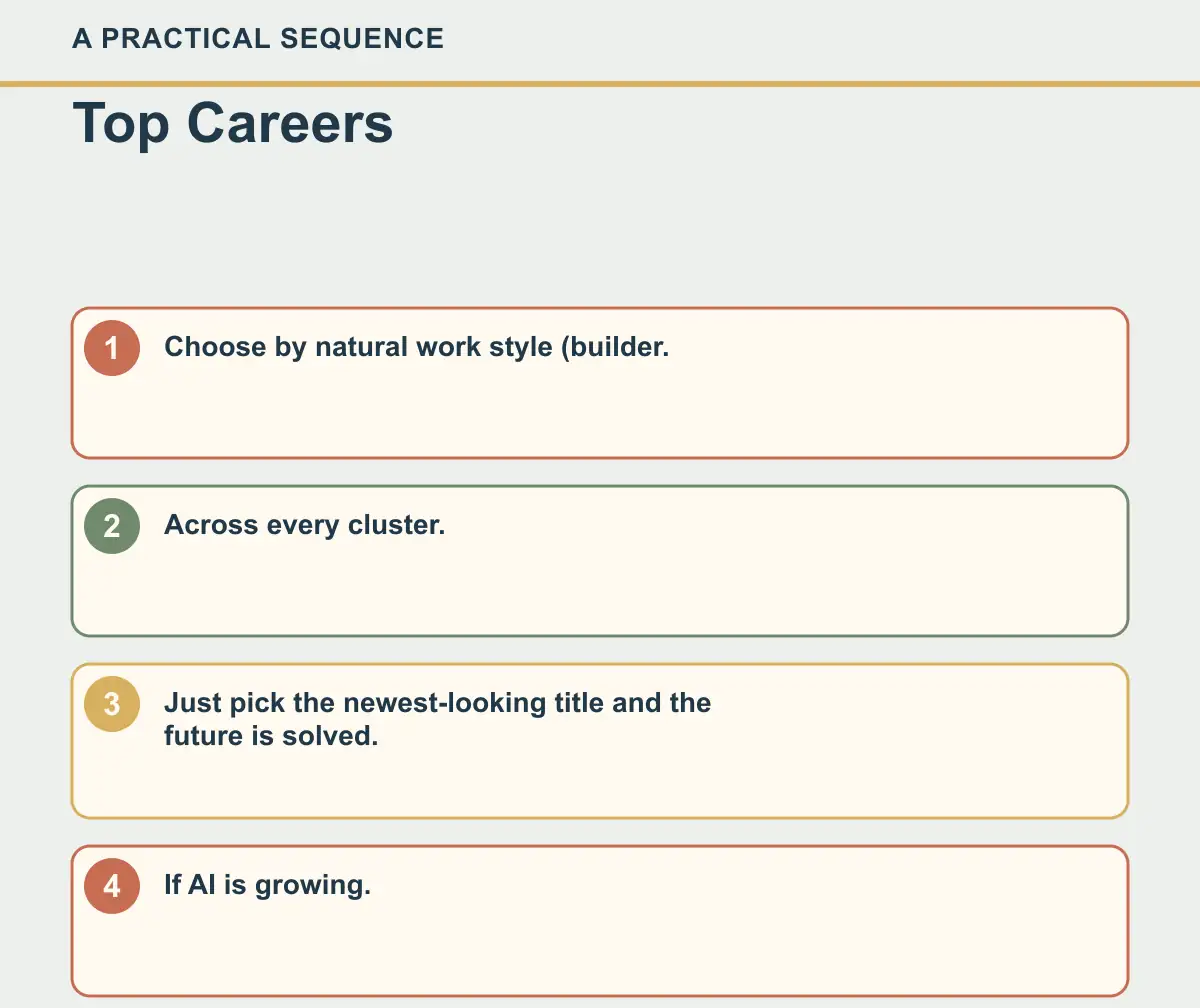 A PRACTICAL SEQUENCE
Top Careers
1
Choose by natural work style (builder.
2
Across every cluster.
3
Just pick the newest-looking title and the
future is solved.
4
If AI is growing.